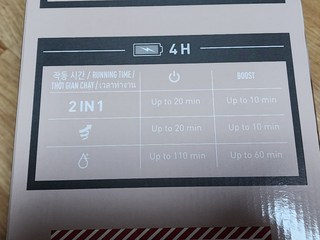 4H
작동 시간 / RUNNING TIME / BOOST
THỜI GIAN CHẠY / เวลาทำงาน
2 IN 1 Up to 20 min Up to 10 min
Up to 20 min Up to 10 min
Up to 110 min Up to 60 min